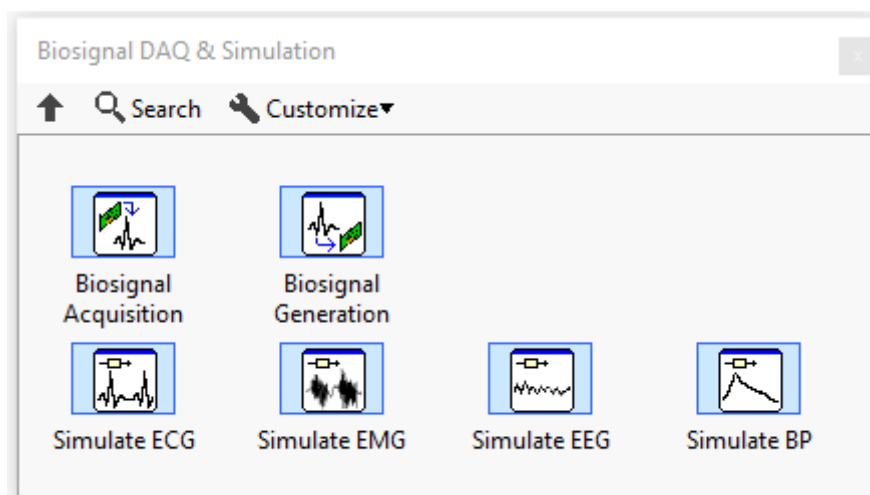 Biosignal DAQ & Simulation
Search Customize
Biosignal Acquisition
Biosignal Generation
Simulate ECG
Simulate EMG
Simulate EEG
Simulate BP